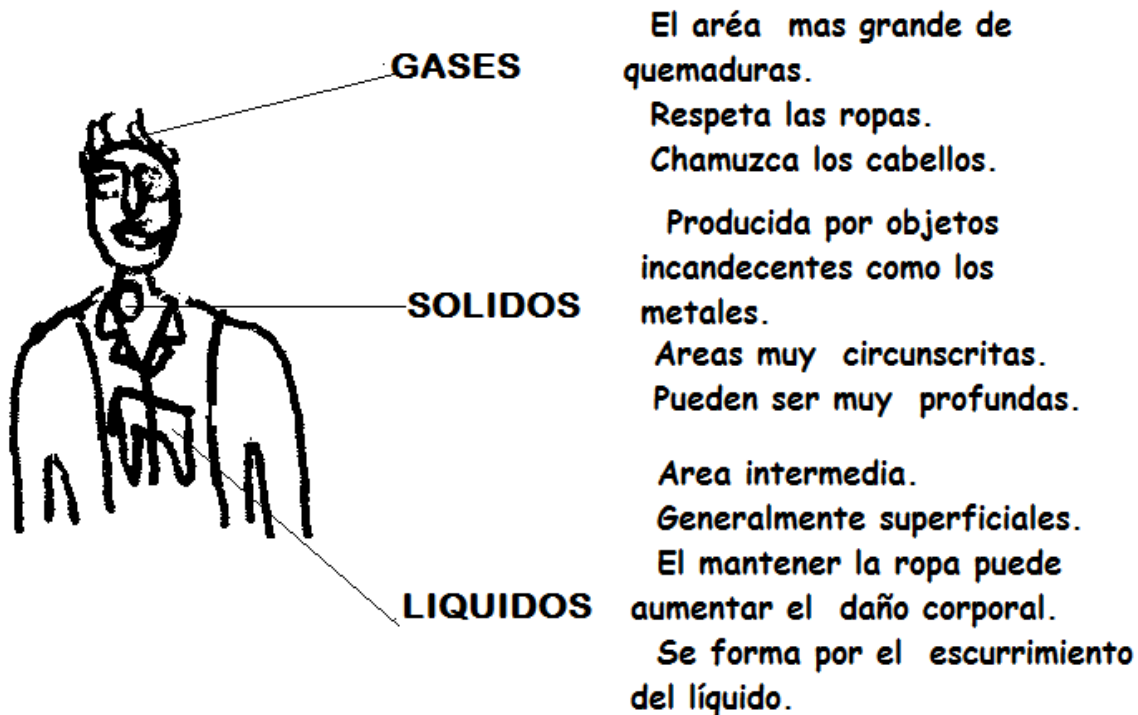 GASES
El aréa mas grande de
quemaduras.
Respeta las ropas.
Chamuzca los cabellos.
SOLIDOS
Producida por objetos
incandecentes como los
metales.
Areas muy circunscritas.
Pueden ser muy profundas.
LIQUIDOS
Area intermedia.
Generalmente superficiales.
El mantener la ropa puede
aumentar el daño corporal.
Se forma por el escurrimiento
del líquido.